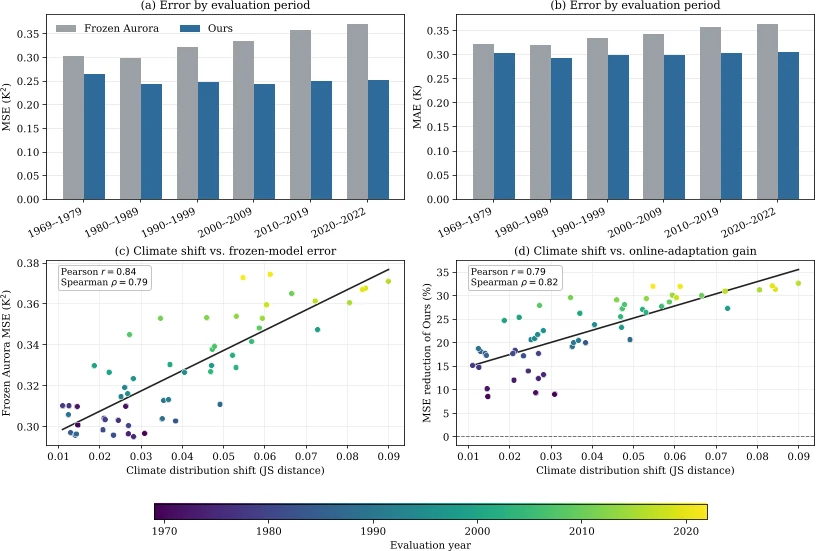 (a) Error by evaluation period
Frozen Aurora
Ours
MSE (K²)
0.35
0.30
0.25
0.20
0.15
0.10
0.05
0.00
1969–1979
1980–1989
1990–1999
2000–2009
2010–2019
2020–2022
(b) Error by evaluation period
MAE (K)
0.35
0.30
0.25
0.20
0.15
0.10
0.05
0.00
1969–1979
1980–1989
1990–1999
2000–2009
2010–2019
2020–2022
(c) Climate shift vs. frozen-model error
Pearson r = 0.84
Spearman ρ = 0.79
Frozen Aurora MSE (K²)
0.38
0.36
0.34
0.32
0.30
0.01 0.02 0.03 0.04 0.05 0.06 0.07 0.08 0.09
Climate distribution shift (JS distance)
(d) Climate shift vs. online-adaptation gain
Pearson r = 0.79
Spearman ρ = 0.82
MSE reduction of Ours (%)
35
30
25
20
15
10
5
0
0.01 0.02 0.03 0.04 0.05 0.06 0.07 0.08 0.09
Climate distribution shift (JS distance)
1970 1980 1990 2000 2010 2020
Evaluation year